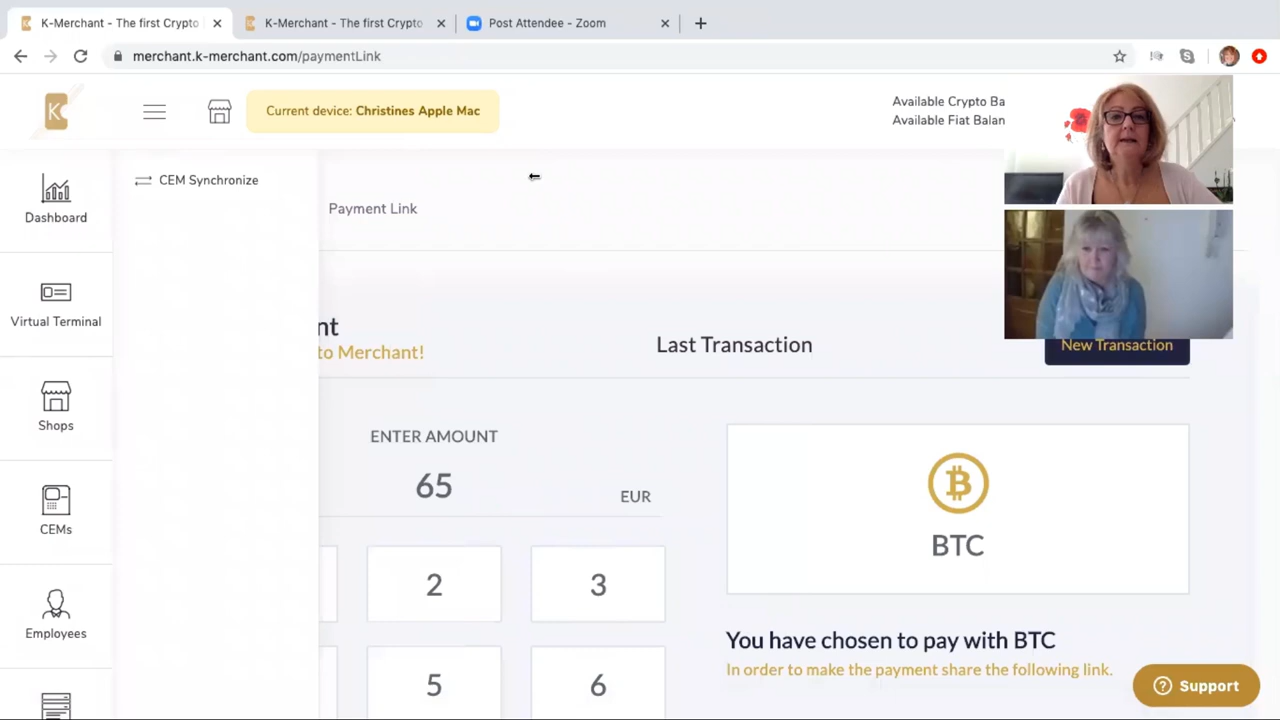 K-Merchant - The first Crypto
K-Merchant - The first Crypto
Post Attendee - Zoom
merchant.k-merchant.com/paymentLink
K
Current device: Christines Apple Mac
Available Crypto Ba
Available Fiat Balan
Dashboard
Virtual Terminal
Shops
CEMs
Employees
CEM Synchronize
Payment Link
nt
to Merchant!
Last Transaction
New Transaction
ENTER AMOUNT
65
EUR
2
3
5
6
BTC
You have chosen to pay with BTC
In order to make the payment share the following link.
Support